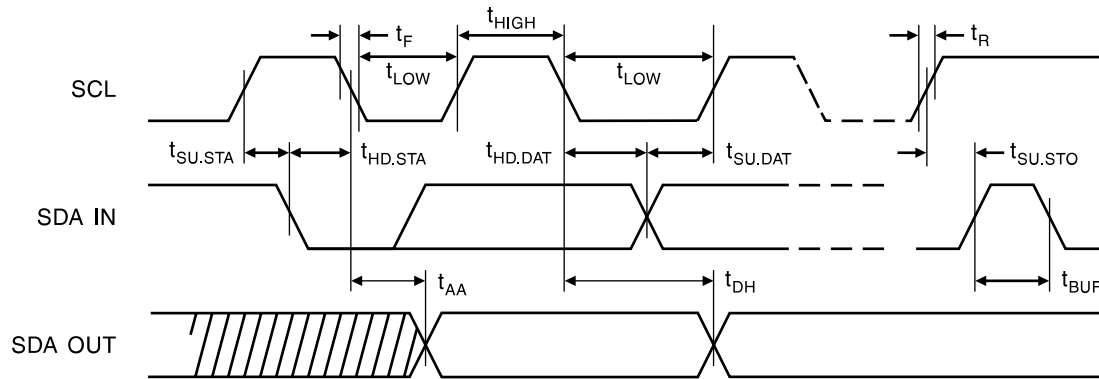 tHIGH
tF
tR
tLOW
tLOW
SCL
tSU.STA
tHD.STA
tHD.DAT
tSU.DAT
tSU.STO
SDA IN
tAA
tDH
tBUF
SDA OUT